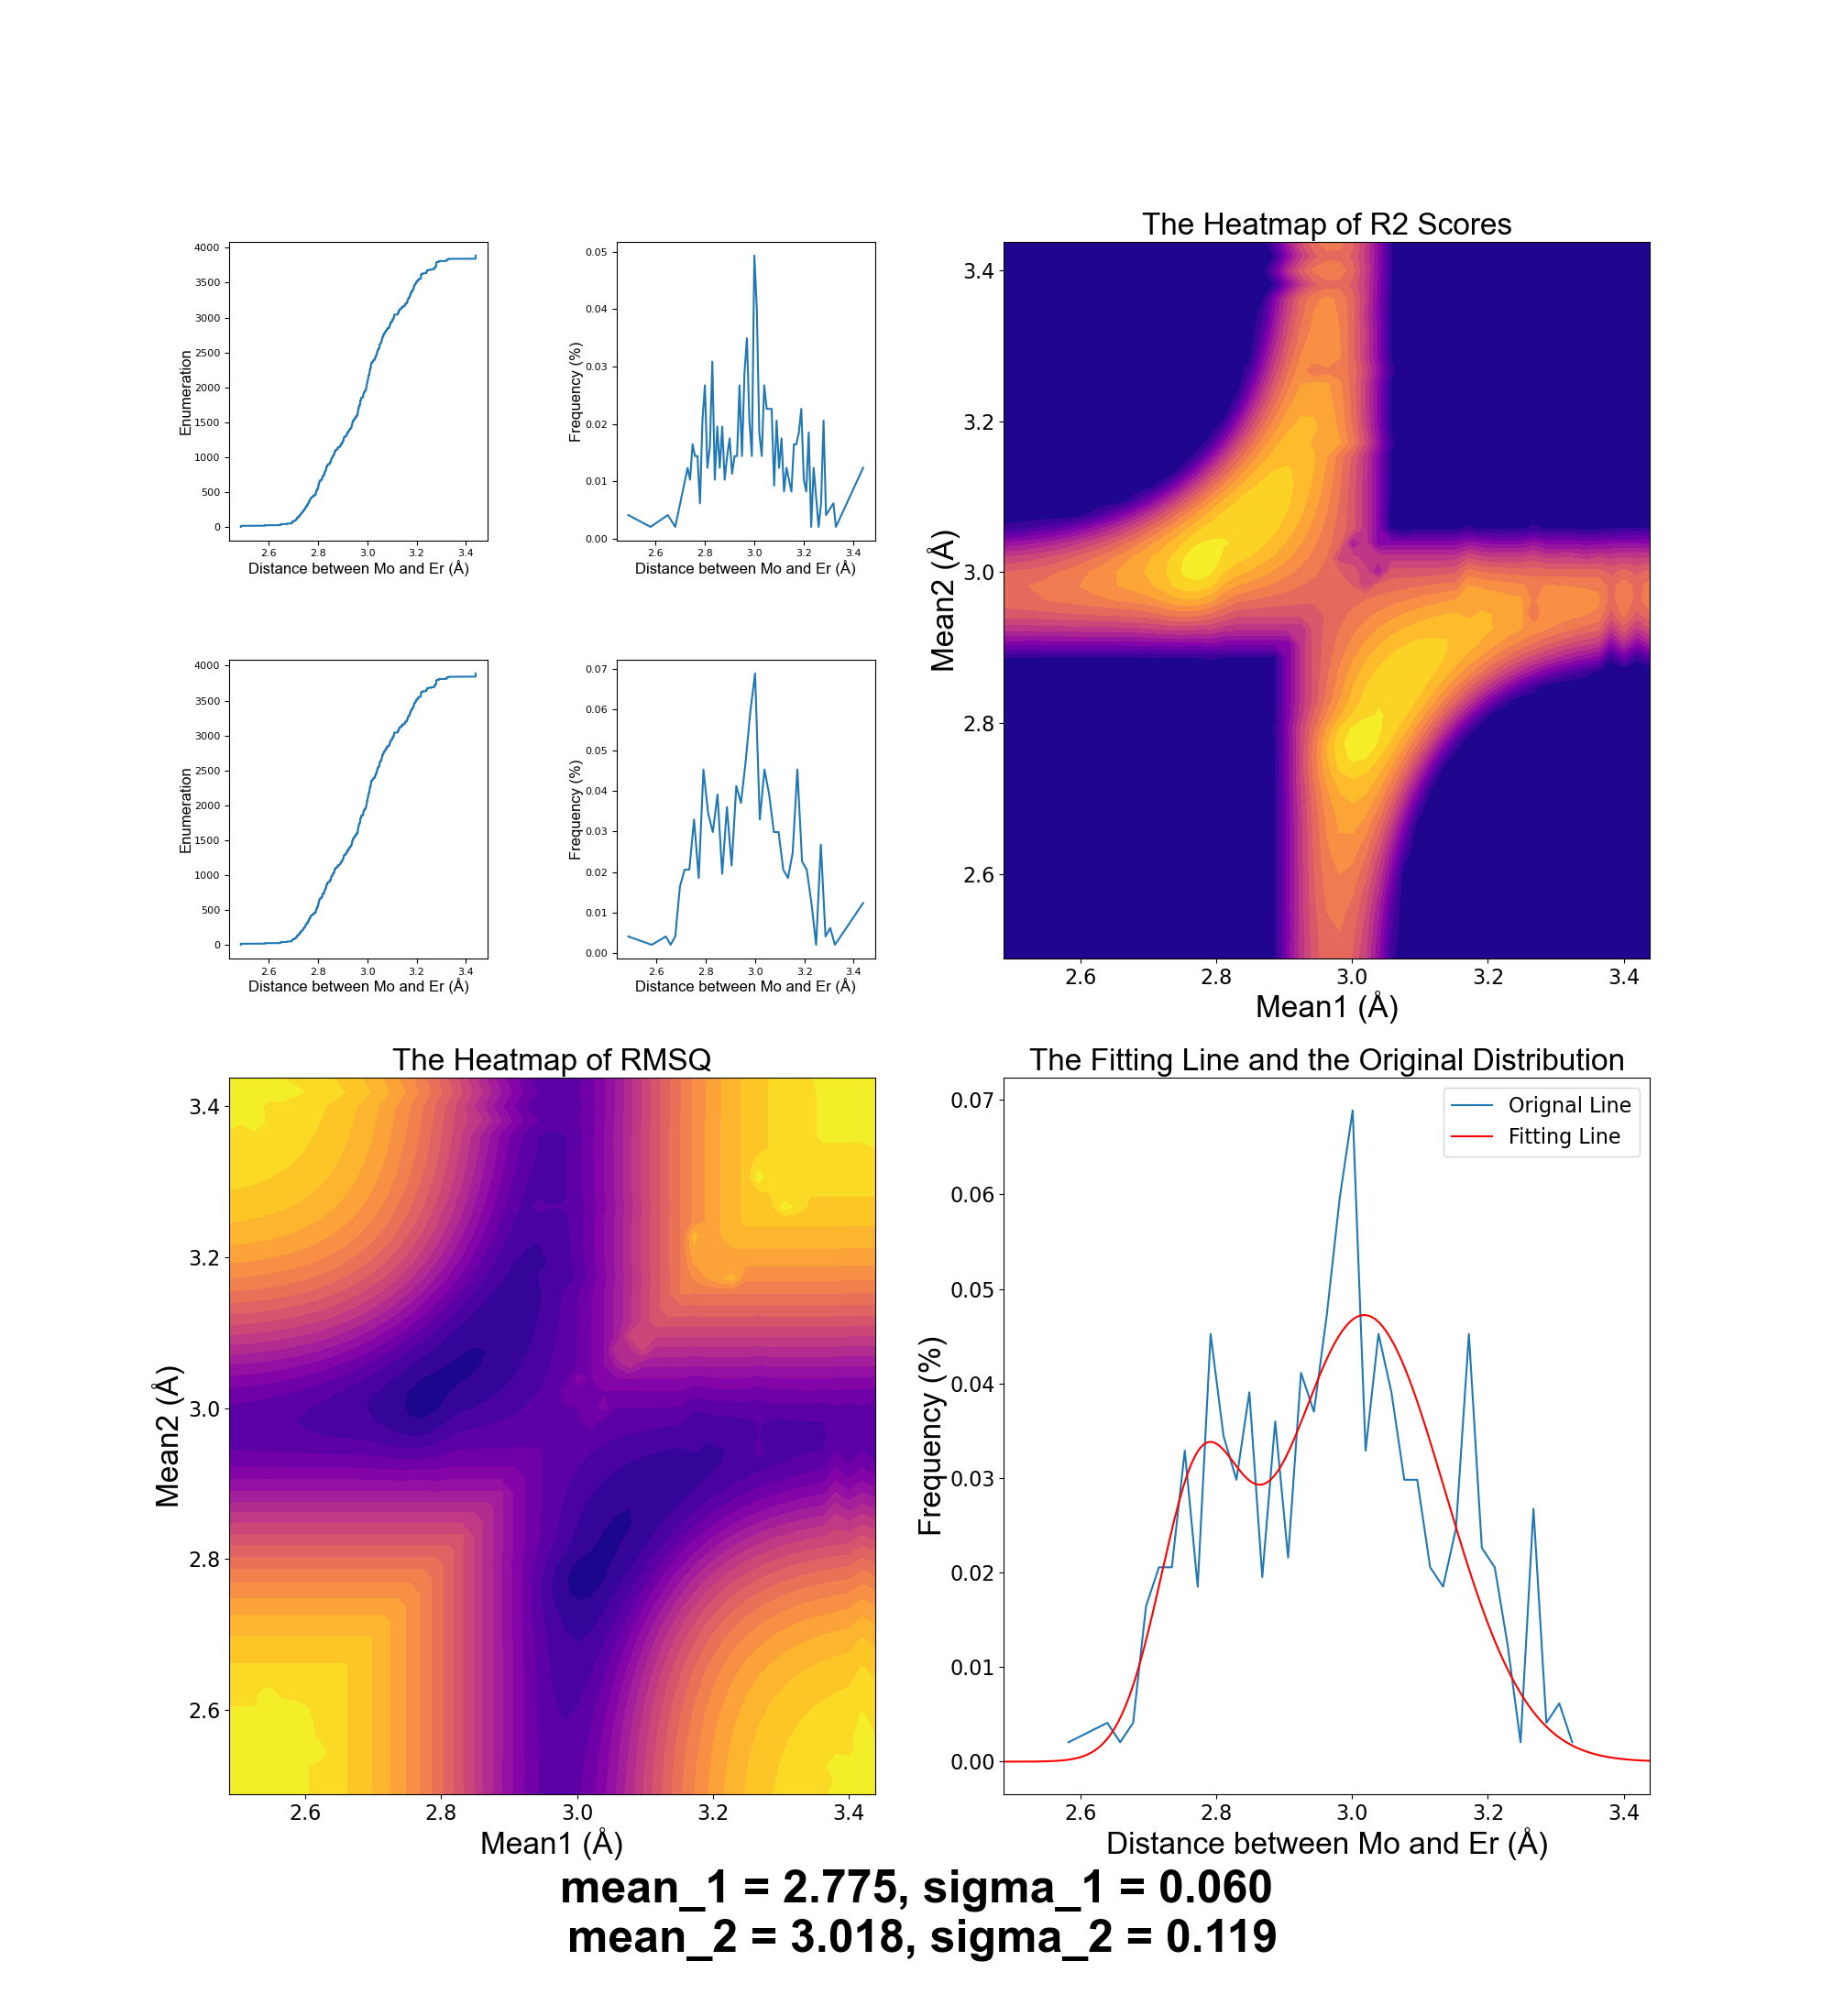 4000
3500
3000
2500
2000
1500
1000
500
0
Enumeration
2.6 2.8 3.0 3.2 3.4
Distance between Mo and Er (Å)
0.05
0.04
0.03
0.02
0.01
0.00
Frequency (%)
2.6 2.8 3.0 3.2 3.4
Distance between Mo and Er (Å)
The Heatmap of R2 Scores
3.4
3.2
3.0
2.8
2.6
Mean2 (Å)
2.6 2.8 3.0 3.2 3.4
Mean1 (Å)
4000
3500
3000
2500
2000
1500
1000
500
0
Enumeration
2.6 2.8 3.0 3.2 3.4
Distance between Mo and Er (Å)
0.07
0.06
0.05
0.04
0.03
0.02
0.01
0.00
Frequency (%)
2.6 2.8 3.0 3.2 3.4
Distance between Mo and Er (Å)
The Heatmap of RMSQ
3.4
3.2
3.0
2.8
2.6
Mean2 (Å)
2.6 2.8 3.0 3.2 3.4
Mean1 (Å)
The Fitting Line and the Original Distribution
Orignal Line
Fitting Line
0.07
0.06
0.05
0.04
0.03
0.02
0.01
0.00
Frequency (%)
2.6 2.8 3.0 3.2 3.4
Distance between Mo and Er (Å)
mean_1 = 2.775, sigma_1 = 0.060
mean_2 = 3.018, sigma_2 = 0.119